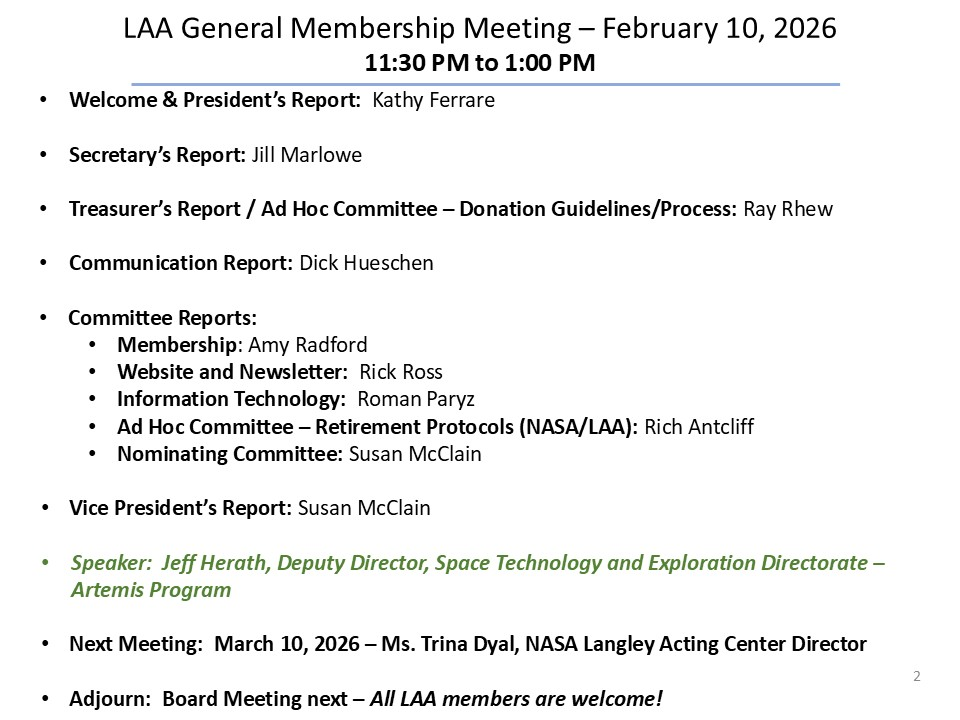 LAA General Membership Meeting – February 10, 2026
11:30 PM to 1:00 PM
• Welcome & President's Report:  Kathy Ferrare
• Secretary's Report: Jill Marlowe
• Treasurer's Report / Ad Hoc Committee – Donation Guidelines/Process: Ray Rhew
• Communication Report: Dick Hueschen
• Committee Reports:
• Membership: Amy Radford
• Website and Newsletter:  Rick Ross
• Information Technology:  Roman Paryz
• Ad Hoc Committee – Retirement Protocols (NASA/LAA): Rich Antcliff
• Nominating Committee: Susan McClain
• Vice President's Report: Susan McClain
• Speaker:  Jeff Herath, Deputy Director, Space Technology and Exploration Directorate –
Artemis Program
• Next Meeting:  March 10, 2026 – Ms. Trina Dyal, NASA Langley Acting Center Director
2
• Adjourn:  Board Meeting next – All LAA members are welcome!